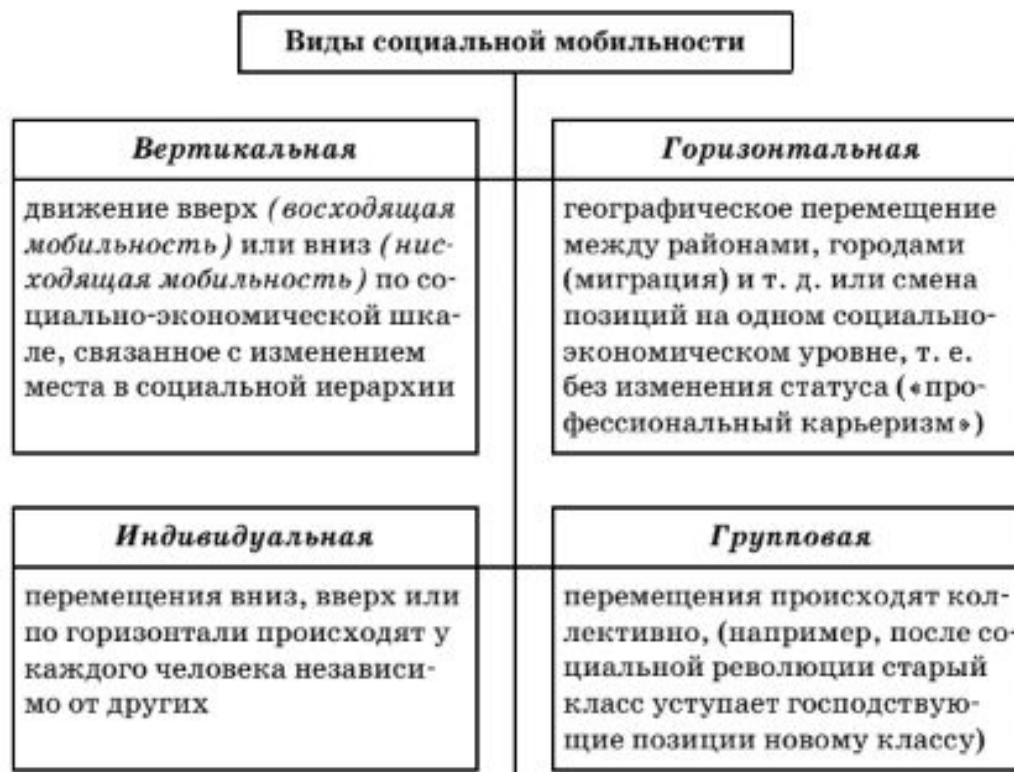 Виды социальной мобильности
Вертикальная
движение вверх (восходящая
мобильность) или вниз (нис-
ходящая мобильность) по со-
циально-экономической шка-
ле, связанное с изменением
места в социальной иерархии
Горизонтальная
географическое перемещение
между районами, городами
(миграция) и т. д. или смена
позиций на одном социально-
экономическом уровне, т. е.
без изменения статуса («про-
фессиональный карьеризм»)
Индивидуальная
перемещения вниз, вверх или
по горизонтали происходят у
каждого человека независи-
мо от других
Групповая
перемещения происходят кол-
лективно, (например, после со-
циальной революции старый
класс уступает господствую-
щие позиции новому классу)